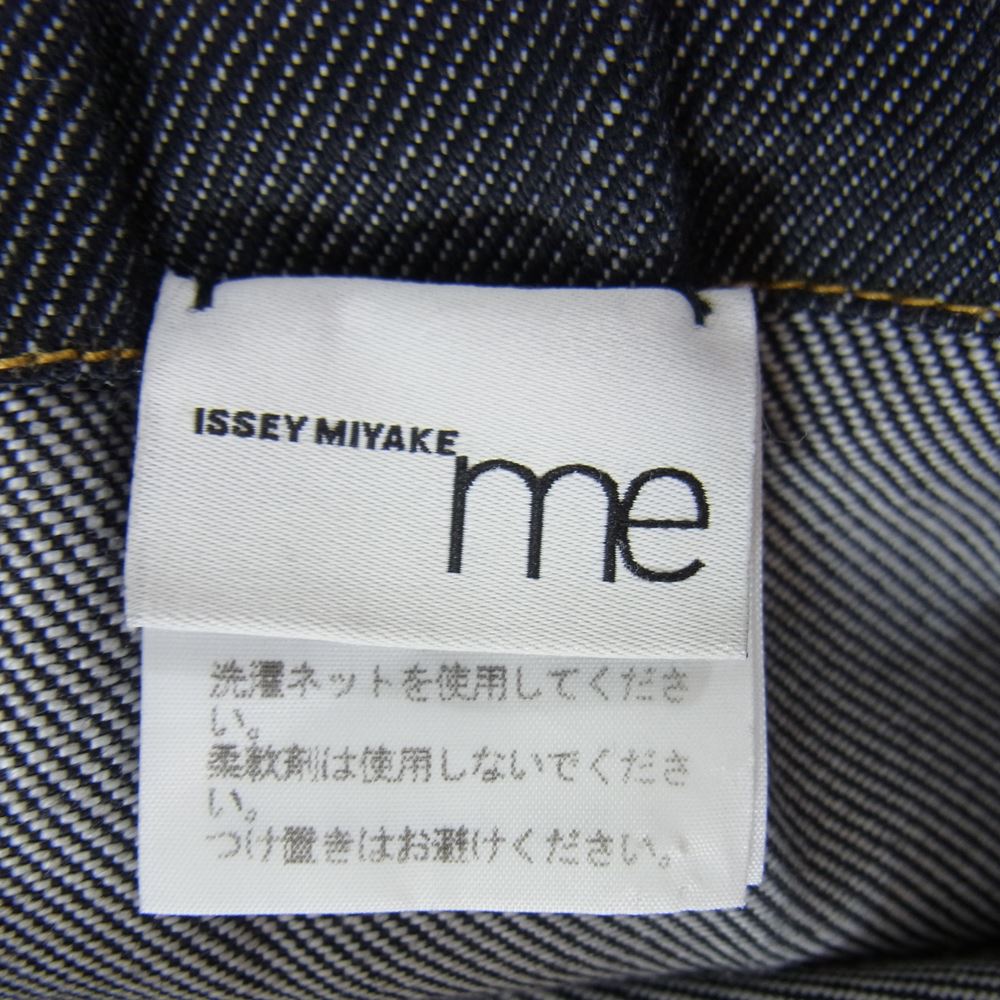 ISSEY MIYAKE
me
洗濯ネットを使用してくださ
い。
柔軟剤は使用しないでくださ
い。
つけ置きはお避けください。